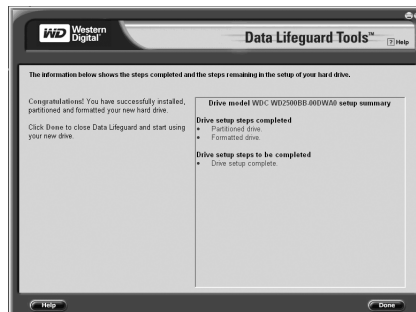 WD Western Digital®
Data Lifeguard Tools™
? Help
The information below shows the steps completed and the steps remaining in the setup of your hard drive.
Congratulations! You have successfully installed,
partitioned and formatted your new hard drive.
Click Done to close Data Lifeguard and start using
your new drive.
Drive model WDC WD2500BB-00DWA0 setup summary
Drive setup steps completed
• Partitioned drive.
• Formatted drive.
Drive setup steps to be completed
• Drive setup complete.
Help
Done